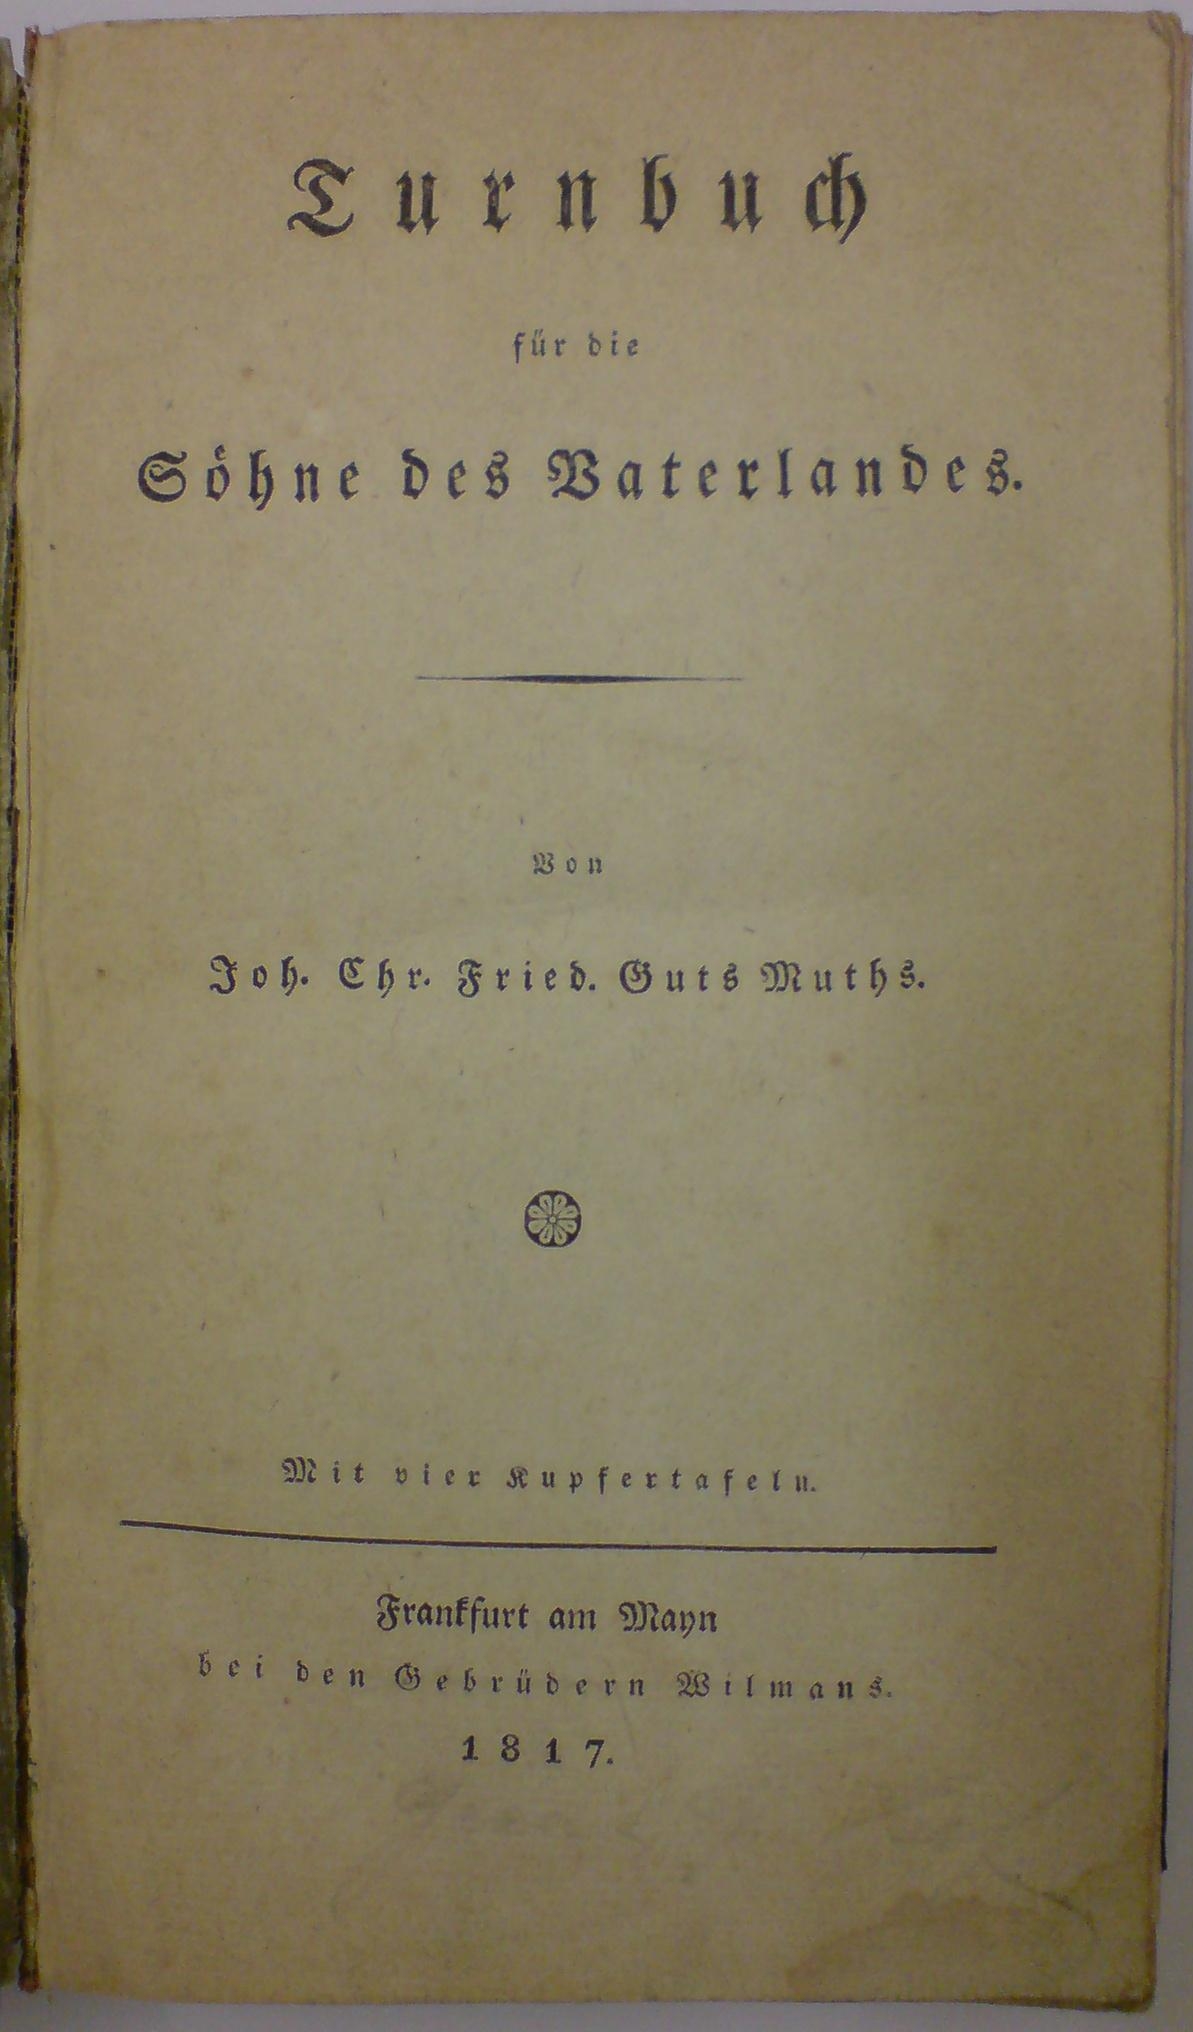 Turnbuch
für die
Söhne des Vaterlandes.
Von
Joh. Chr. Fried. Guts Muths.
Mit vier Kupfertafeln.
Frankfurt am Mayn
bei den Gebrüdern Wilmans.
1817.